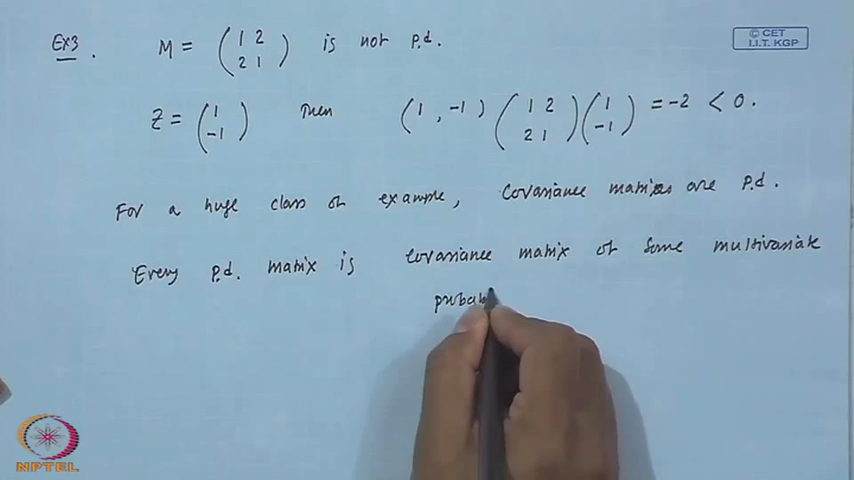 Ex3. M = (1 2 2 1) is not p.d.
© CET
I.I.T. KGP
Z = (1 -1) Then (1, -1) (1 2 2 1) (1 -1) = -2 < 0.
For a huge class of example, Covariance matrices are P.d.
Every p.d. matrix is covariance matrix of some multivariate
probab
NPTEL